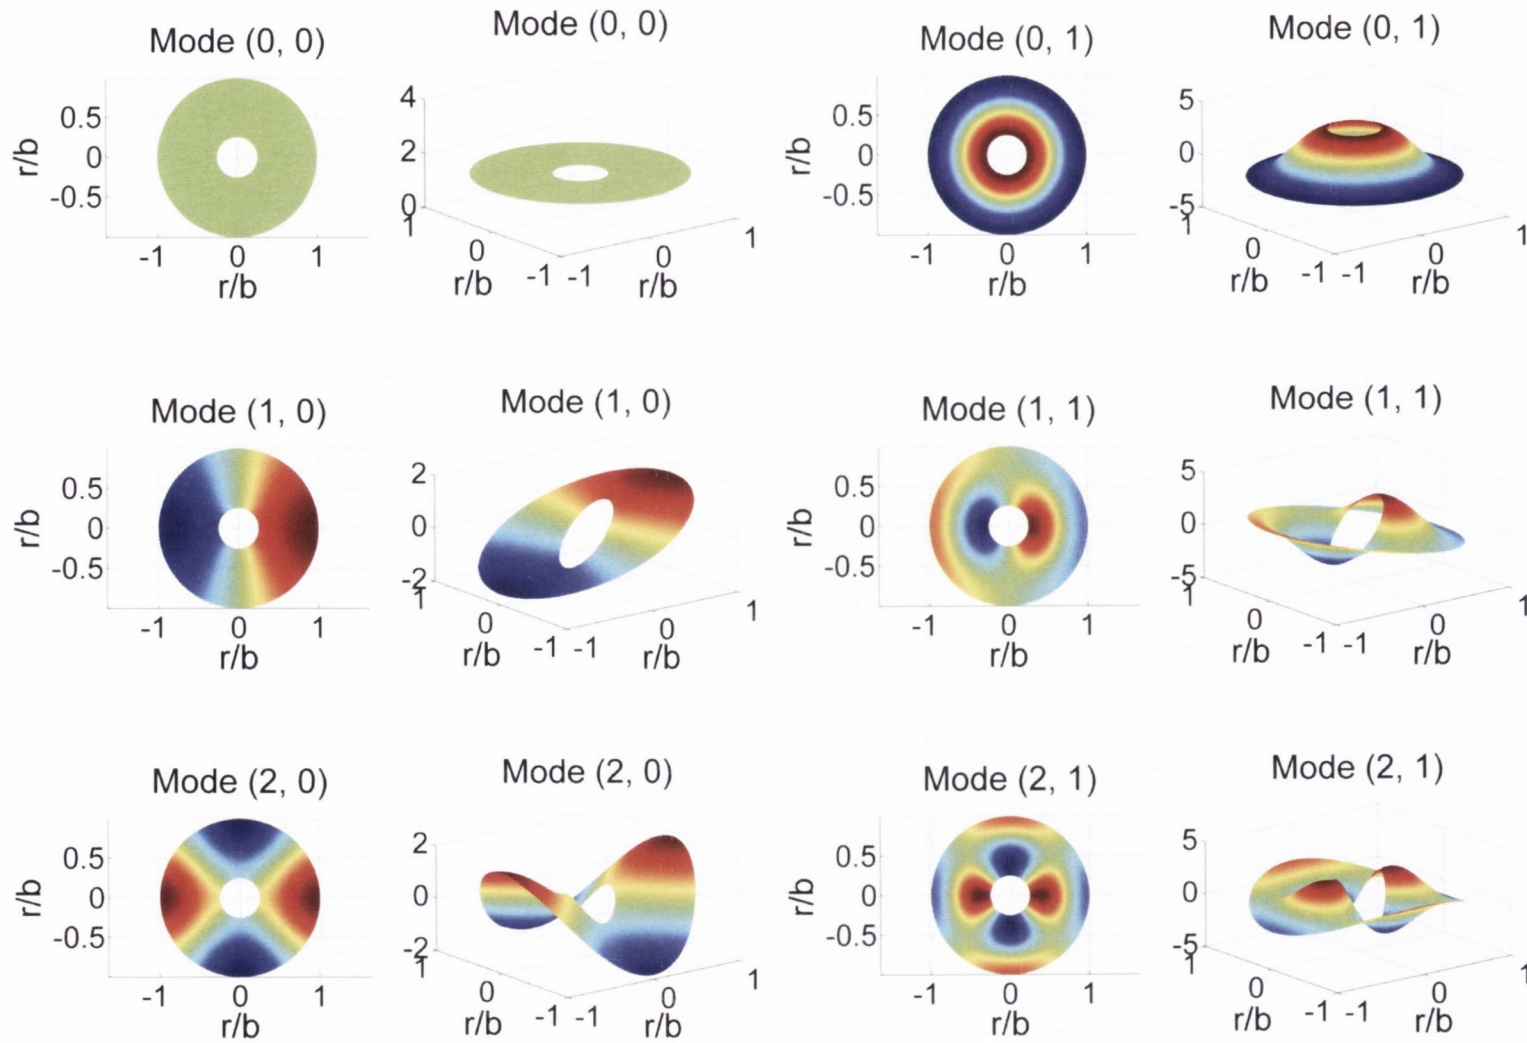 Mode (0, 0)
0.5
0
-0.5
r/b
-1 0 1
r/b
Mode (0, 0)
4
2
0
1
0
-1
r/b
-1
0
1
r/b
Mode (0, 1)
0.5
0
-0.5
r/b
-1 0 1
r/b
Mode (0, 1)
5
0
-5
1
0
-1
r/b
-1
0
1
r/b
Mode (1, 0)
0.5
0
-0.5
r/b
-1 0 1
r/b
Mode (1, 0)
2
0
-2
1
0
-1
r/b
-1
0
1
r/b
Mode (1, 1)
0.5
0
-0.5
r/b
-1 0 1
r/b
Mode (1, 1)
5
0
-5
1
0
-1
r/b
-1
0
1
r/b
Mode (2, 0)
0.5
0
-0.5
r/b
-1 0 1
r/b
Mode (2, 0)
2
0
-2
1
0
-1
r/b
-1
0
1
r/b
Mode (2, 1)
0.5
0
-0.5
r/b
-1 0 1
r/b
Mode (2, 1)
5
0
-5
1
0
-1
r/b
-1
0
1
r/b